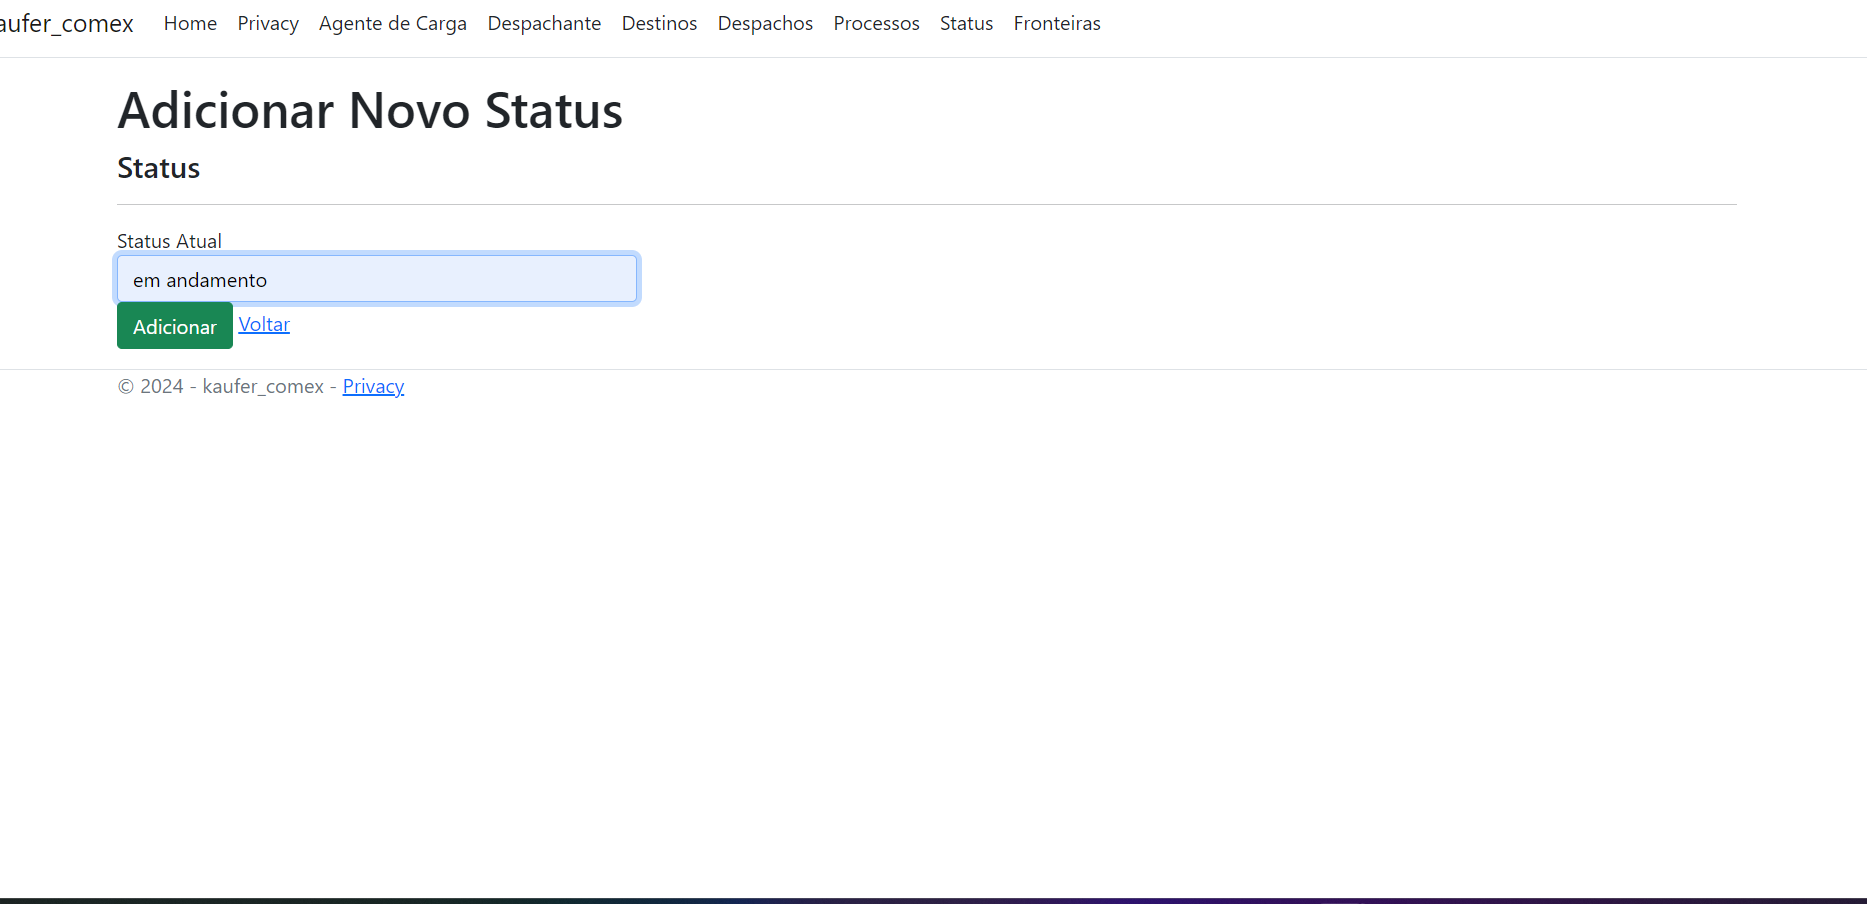 aufer_comex Home Privacy Agente de Carga Despachante Destinos Despachos Processos Status Fronteiras
Adicionar Novo Status
Status
Status Atual
em andamento
Adicionar Voltar
© 2024 - kaufer_comex - Privacy